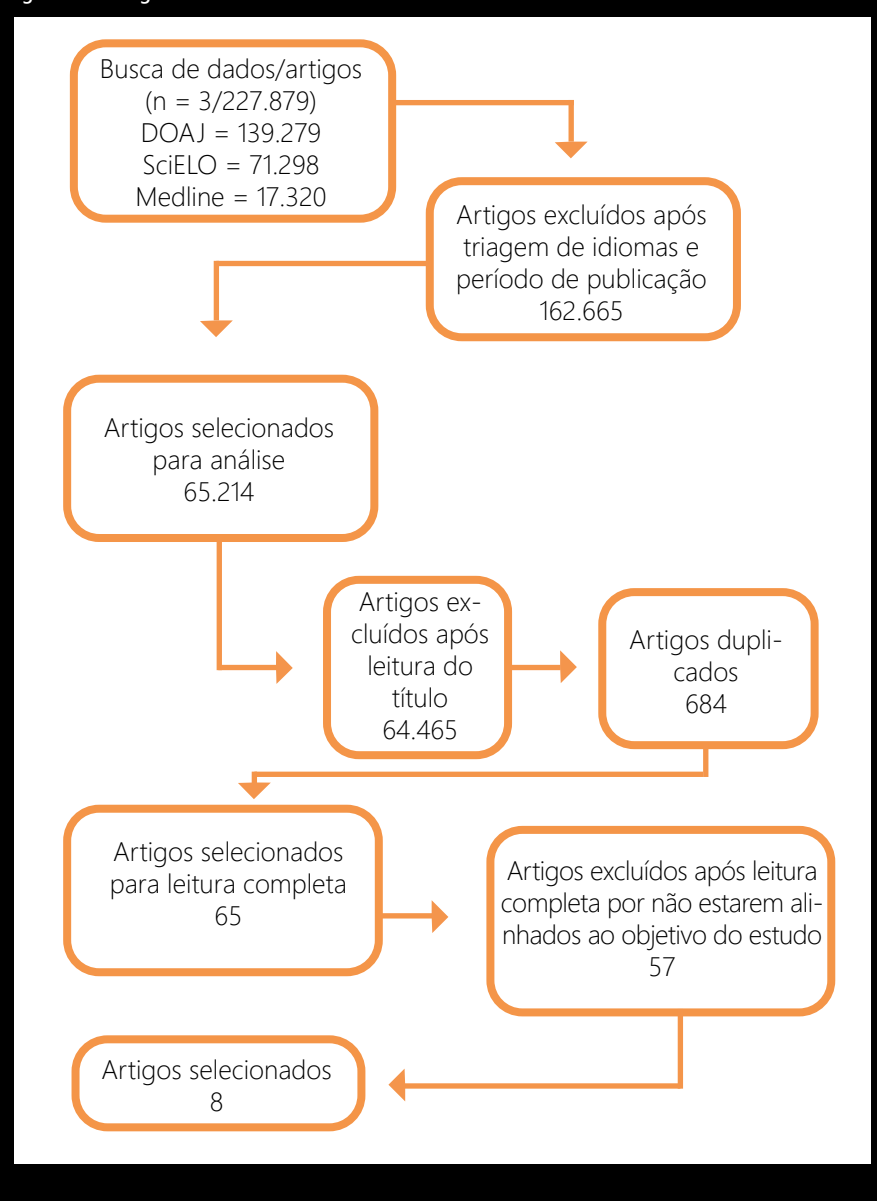 Busca de dados/artigos
(n = 3/227.879)
DOAJ = 139.279
SciELO = 71.298
Medline = 17.320
Artigos excluídos após
triagem de idiomas e
período de publicação
162.665
Artigos selecionados
para análise
65.214
Artigos ex-
cluídos após
leitura do
título
64.465
Artigos dupli-
cados
684
Artigos selecionados
para leitura completa
65
Artigos excluídos após leitura
completa por não estarem ali-
nhados ao objetivo do estudo
57
Artigos selecionados
8